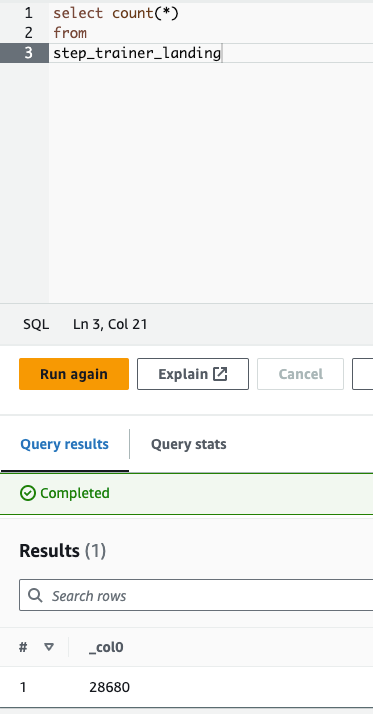 1 select count(*)
2 from
3 step_trainer_landing
SQL Ln 3, Col 21
Run again Explain Cancel
Query results Query stats
Completed
Results (1)
Search rows
# _col0
1 28680